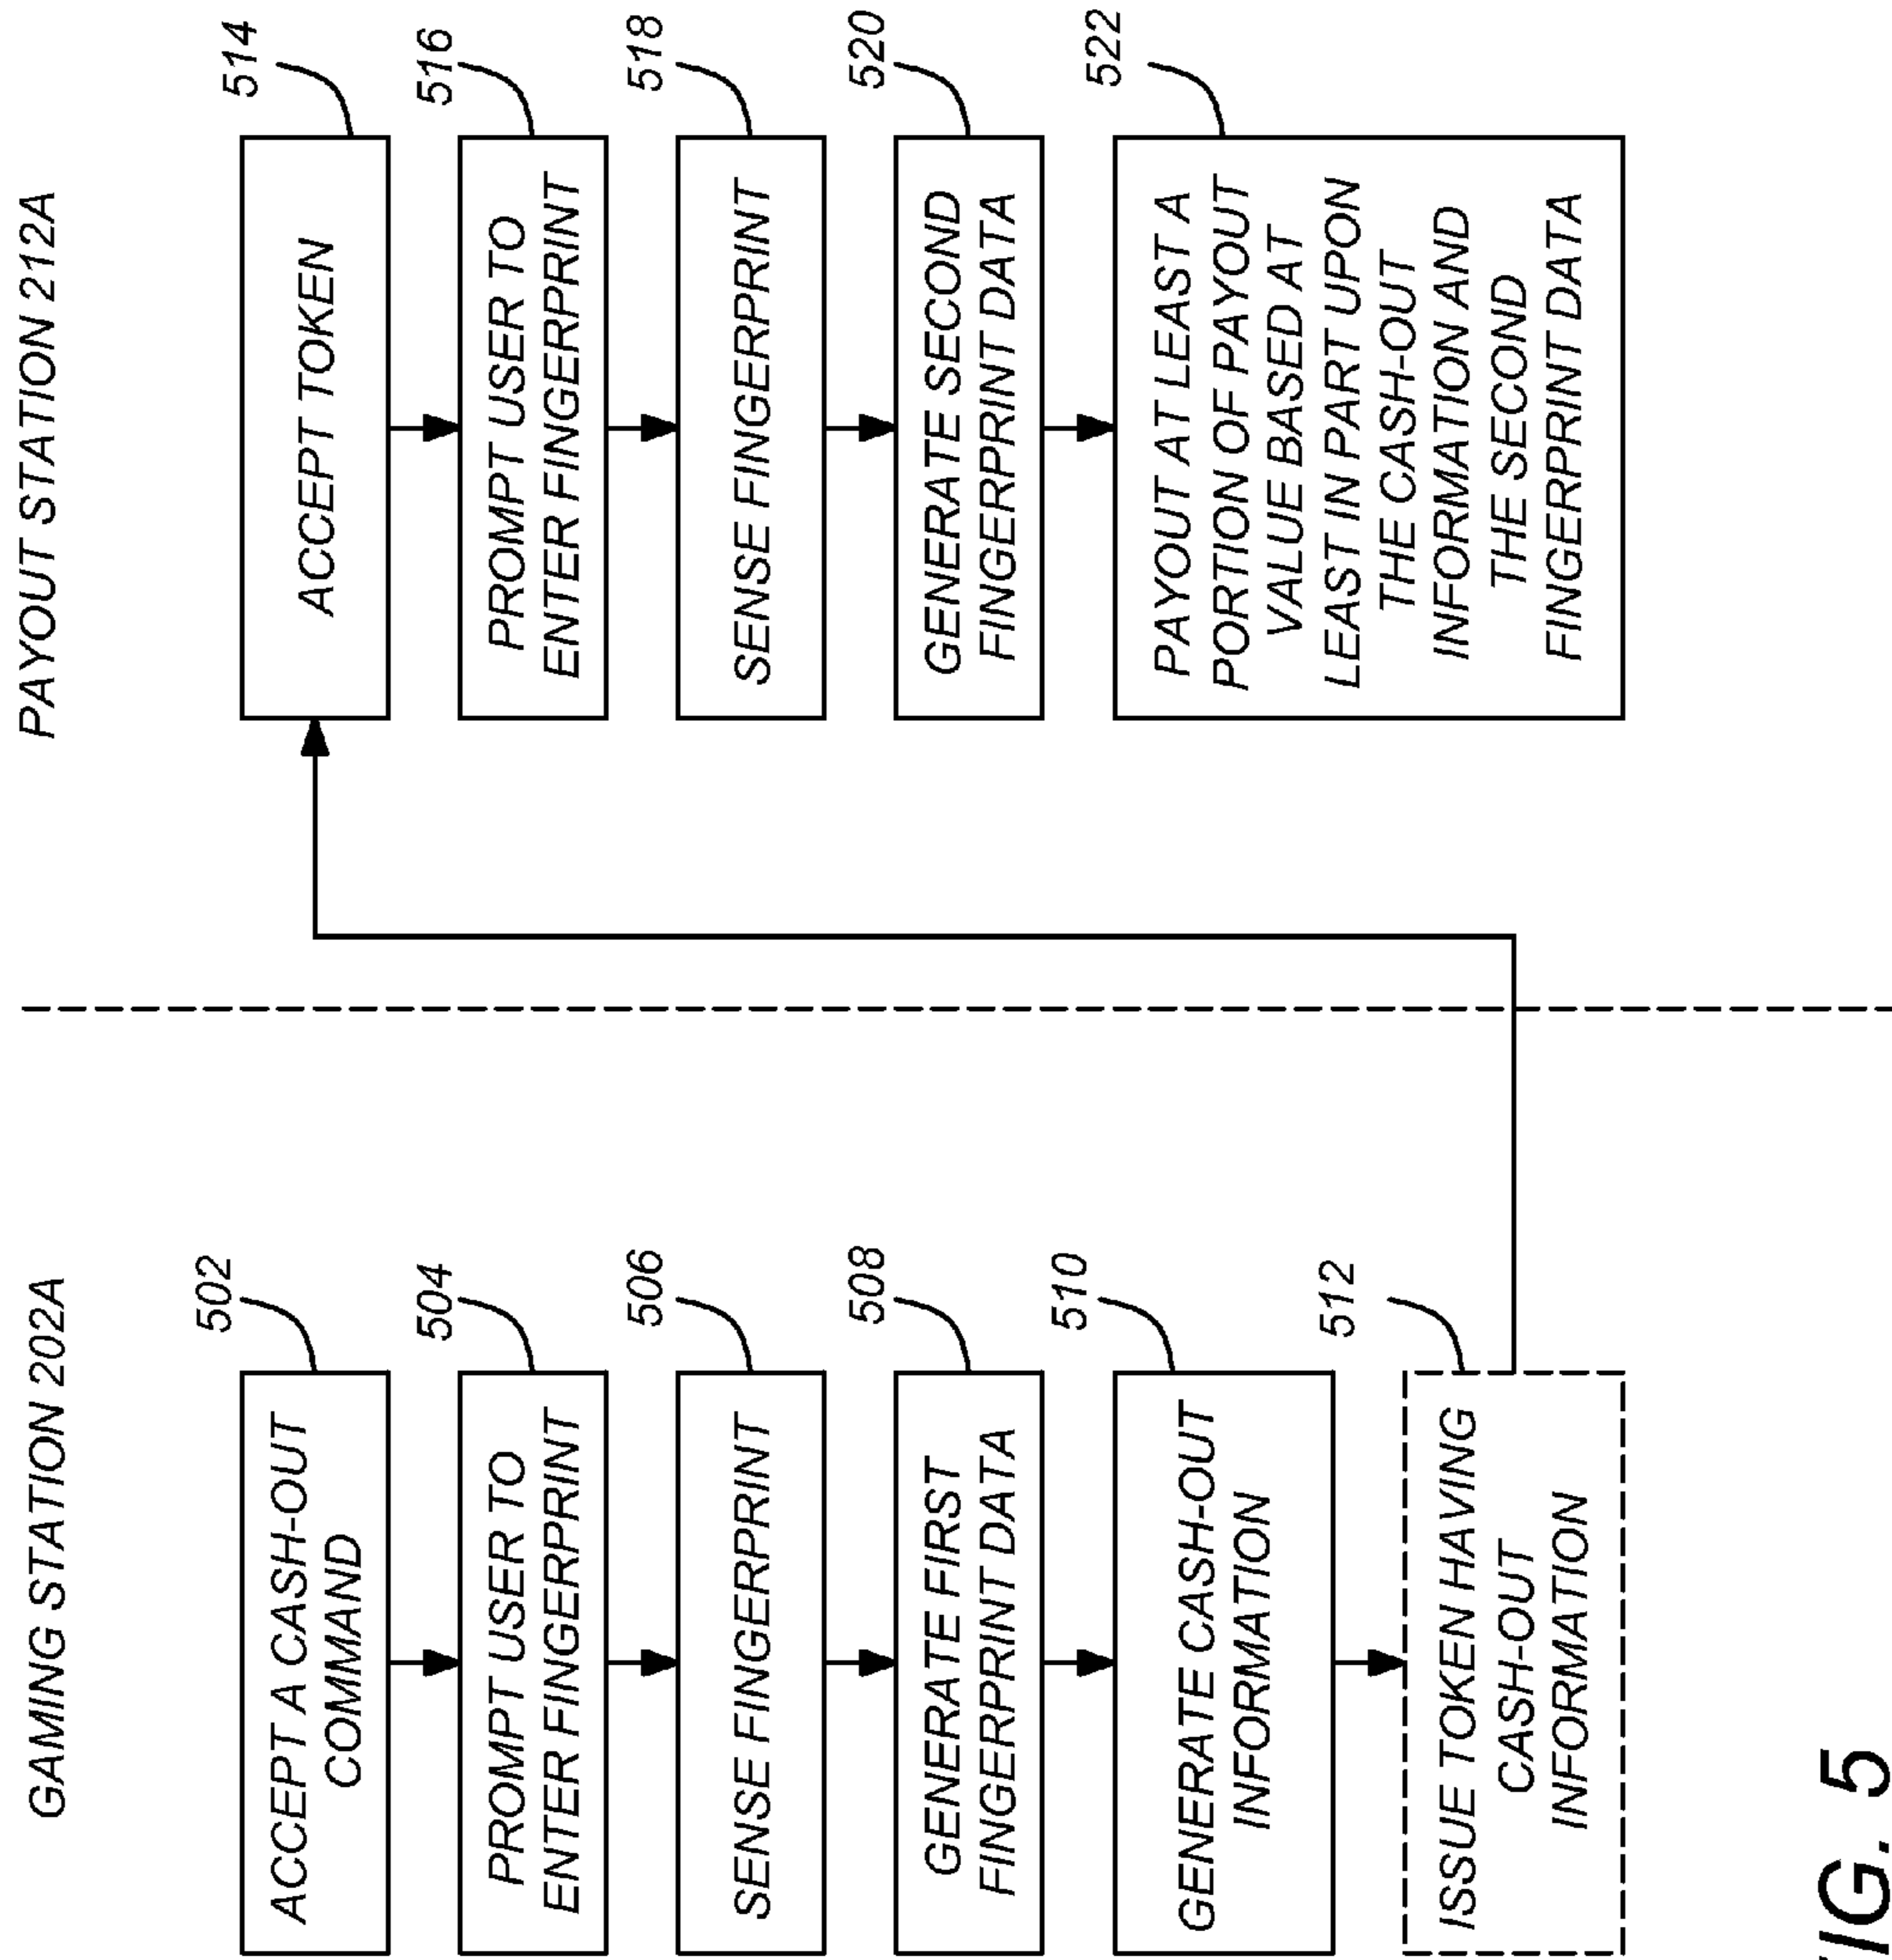 GAMING STATION 202A
502
ACCEPT A CASH-OUT
COMMAND
504
PROMPT USER TO
ENTER FINGERPRINT
506
SENSE FINGERPRINT
508
GENERATE FIRST
FINGERPRINT DATA
510
GENERATE CASH-OUT
INFORMATION
512
ISSUE TOKEN HAVING
CASH-OUT
INFORMATION
PAYOUT STATION 212A
514
ACCEPT TOKEN
516
PROMPT USER TO
ENTER FINGERPRINT
518
SENSE FINGERPRINT
520
GENERATE SECOND
FINGERPRINT DATA
522
PAYOUT AT LEAST A
PORTION OF PAYOUT
VALUE BASED AT
LEAST IN PART UPON
THE CASH-OUT
INFORMATION AND
THE SECOND
FINGERPRINT DATA
FIG. 5